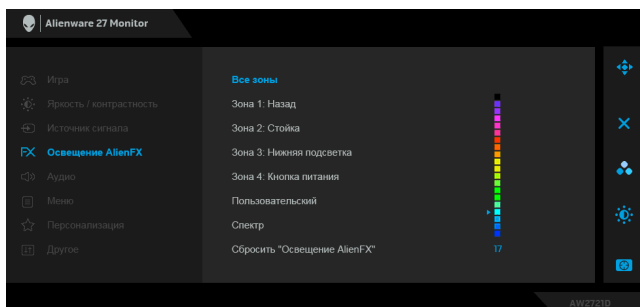 Alienware 27 Monitor
Игра
Яркость / контрастность
Источник сигнала
FX Освещение AlienFX
Аудио
Меню
Персонализация
Другое
Все зоны
Зона 1: Назад
Зона 2: Стойка
Зона 3: Нижняя подсветка
Зона 4: Кнопка питания
Пользовательский
Спектр
Сбросить "Освещение AlienFX"
17
AW2721D